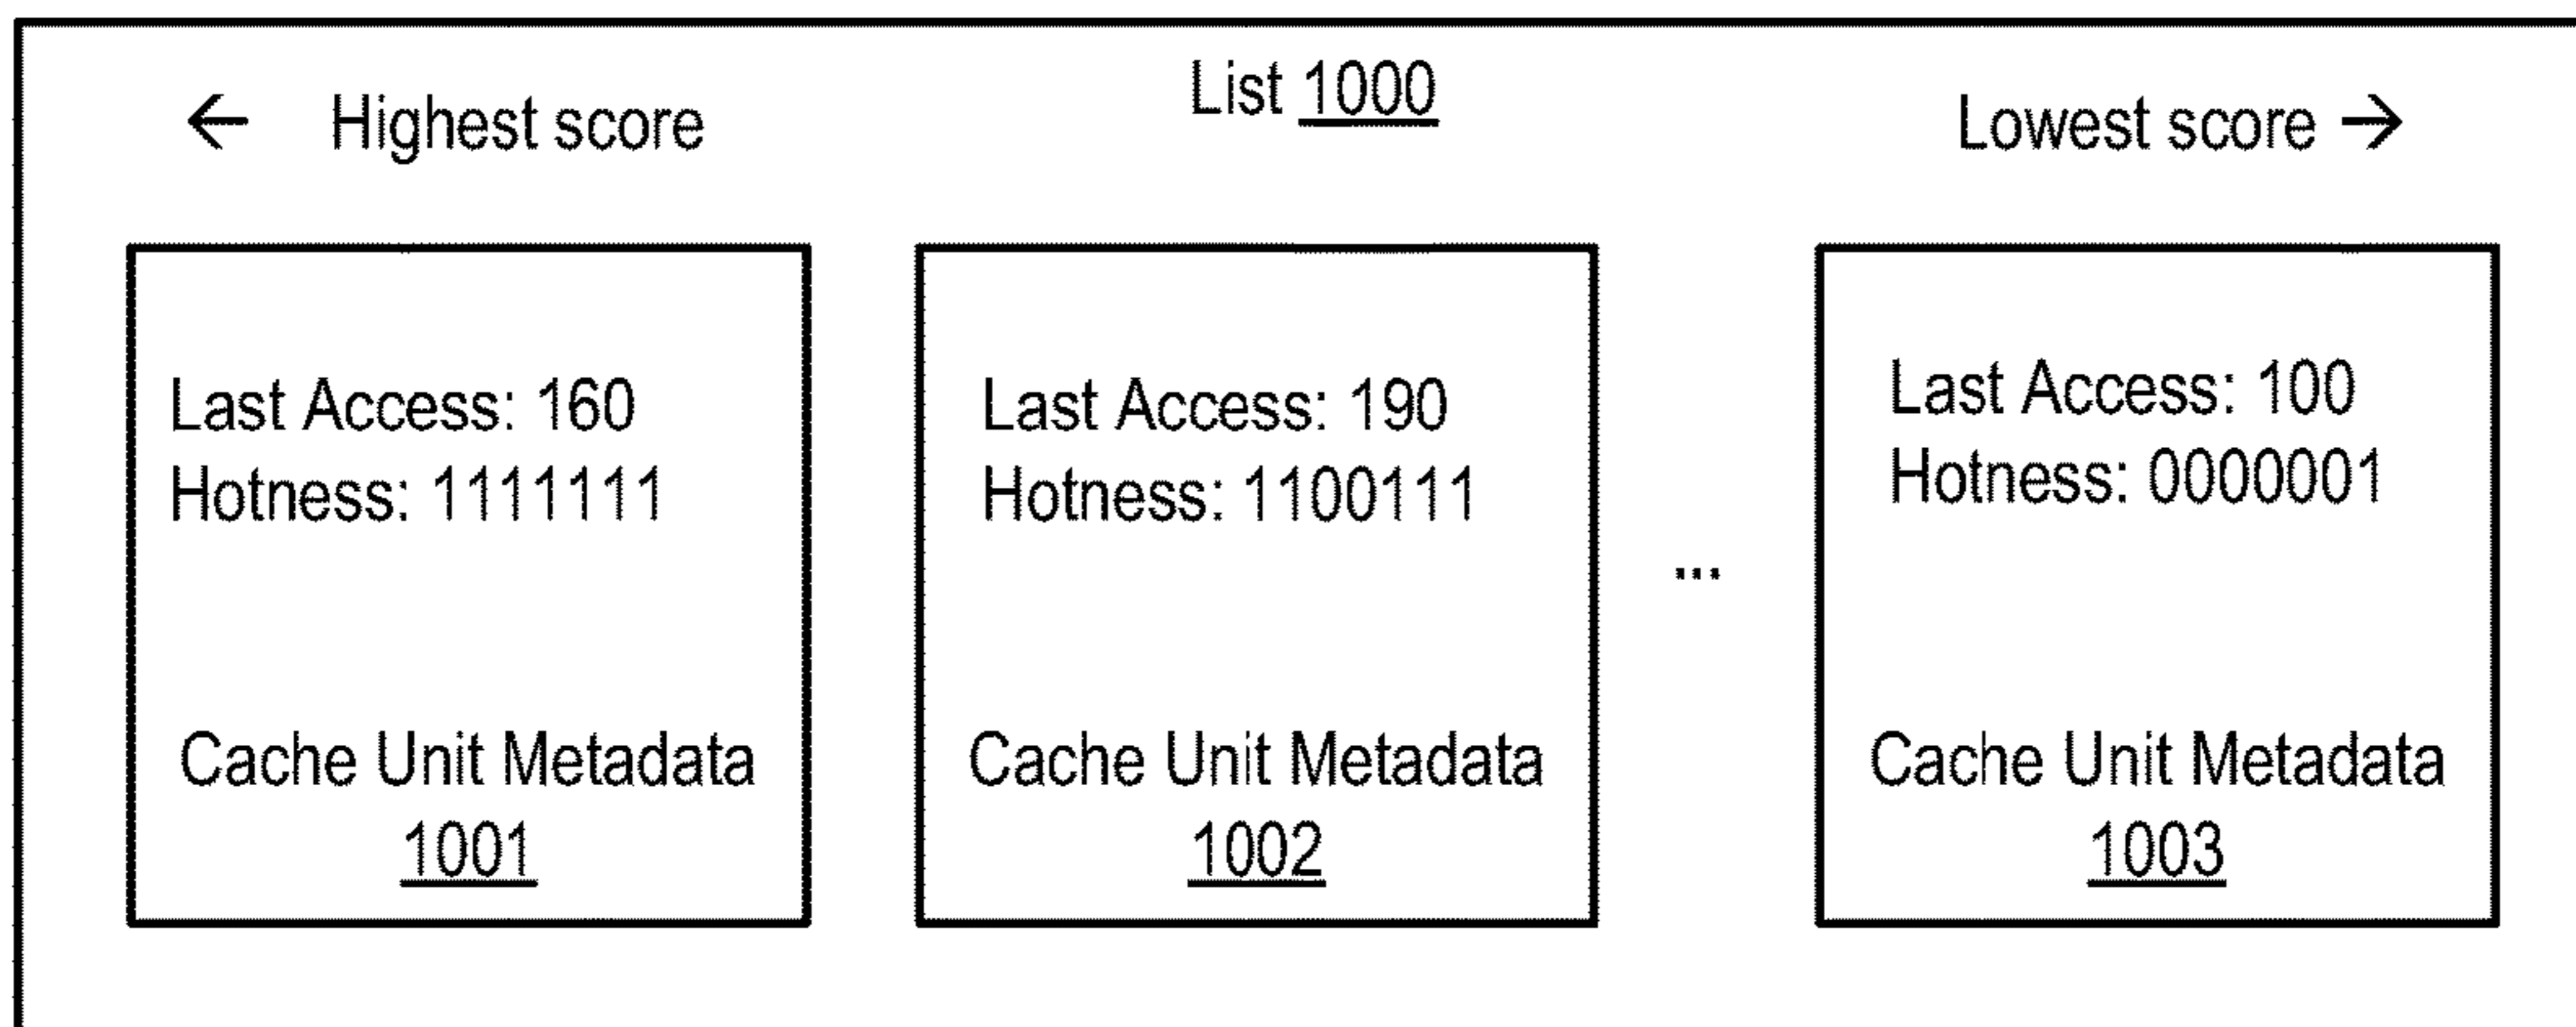 List 1000
← Highest score
Lowest score →
Last Access: 160
Hotness: 1111111
Cache Unit Metadata
1001
Last Access: 190
Hotness: 1100111
Cache Unit Metadata
1002
...
Last Access: 100
Hotness: 0000001
Cache Unit Metadata
1003